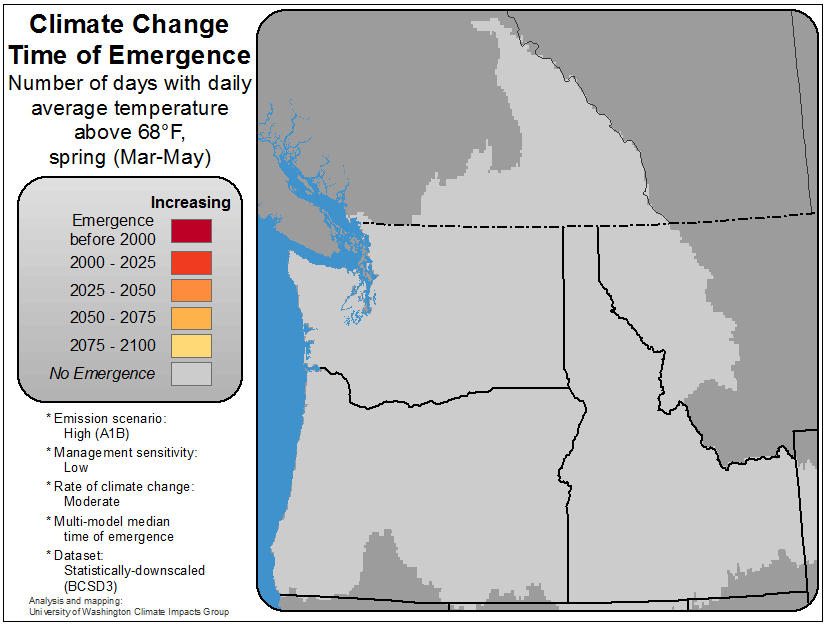 Climate Change
Time of Emergence
Number of days with daily
average temperature
above 68°F,
spring (Mar-May)
Increasing
Emergence
before 2000
2000 - 2025
2025 - 2050
2050 - 2075
2075 - 2100
No Emergence
* Emission scenario:
High (A1B)
* Management sensitivity:
Low
* Rate of climate change:
Moderate
* Multi-model median
time of emergence
* Dataset:
Statistically-downscaled
(BCSD3)
Analysis and mapping:
University of Washington Climate Impacts Group